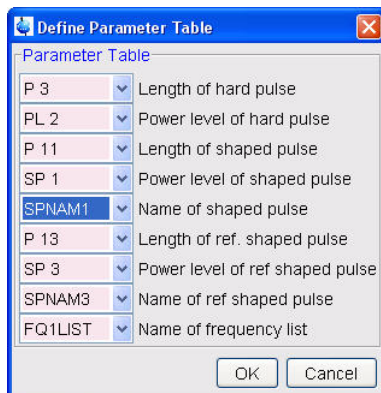 Define Parameter Table
Parameter Table
P 3 Length of hard pulse
PL 2 Power level of hard pulse
P 11 Length of shaped pulse
SP 1 Power level of shaped pulse
SPNAM1 Name of shaped pulse
P 13 Length of ref. shaped pulse
SP 3 Power level of ref shaped pulse
SPNAM3 Name of ref shaped pulse
FQ1LIST Name of frequency list
OK Cancel